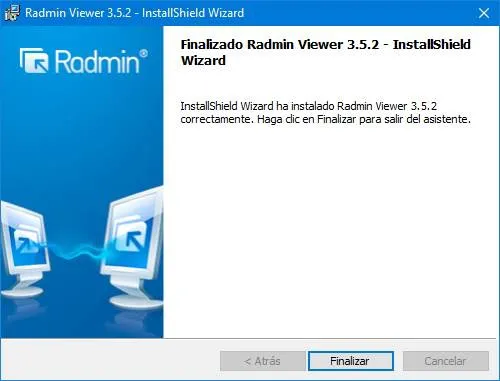 Radmin Viewer 3.5.2 - InstallShield Wizard
Radmin®
Finalizado Radmin Viewer 3.5.2 - InstallShield
Wizard
InstallShield Wizard ha instalado Radmin Viewer 3.5.2
correctamente. Haga clic en Finalizar para salir del asistente.
< Atrás
Finalizar
Cancelar